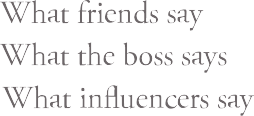 What friends say
What the boss says
What influencers say